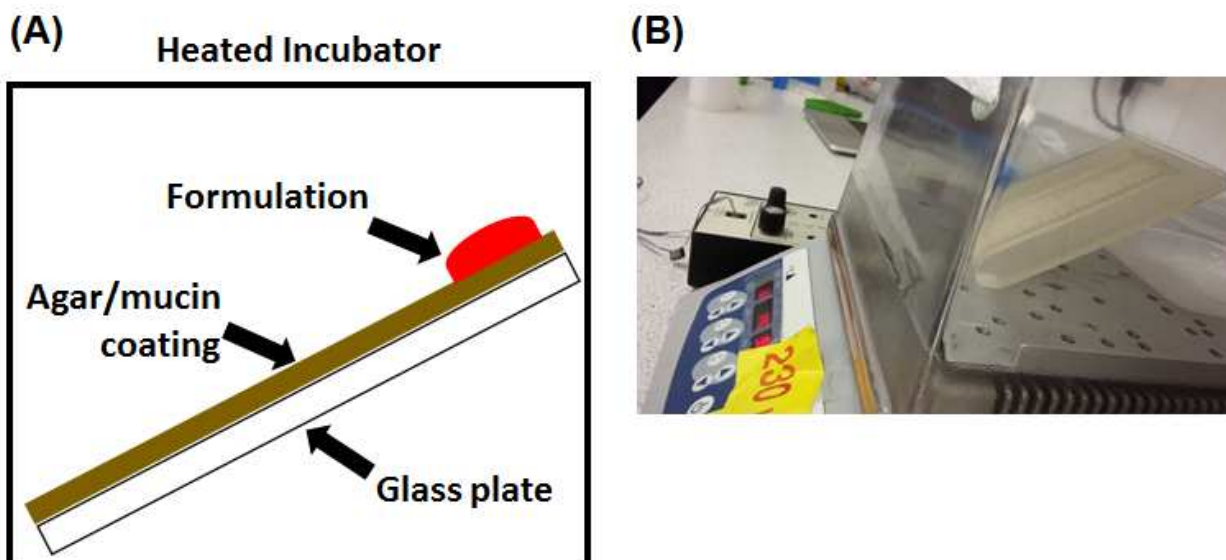 (A)
Heated Incubator
Formulation
Agar/mucin
coating
Glass plate
(B)
230